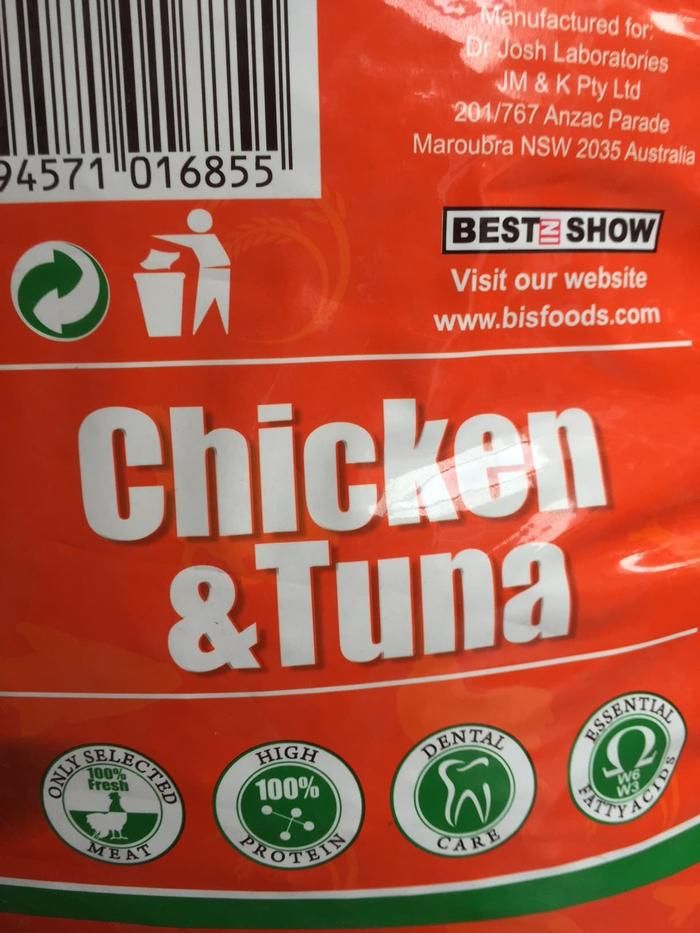 Manufactured for:
Dr Josh Laboratories
JM & K Pty Ltd
201/767 Anzac Parade
Maroubra NSW 2035 Australia
94571 016855
BEST IN SHOW
Visit our website
www.bisfoods.com
Chicken
& Tuna
ONLY SELECTED
100%
Fresh
MEAT
HIGH
100%
PROTEIN
DENTAL
CARE
ESSENTIAL
Ω
W6
W3
FATTY ACIDS